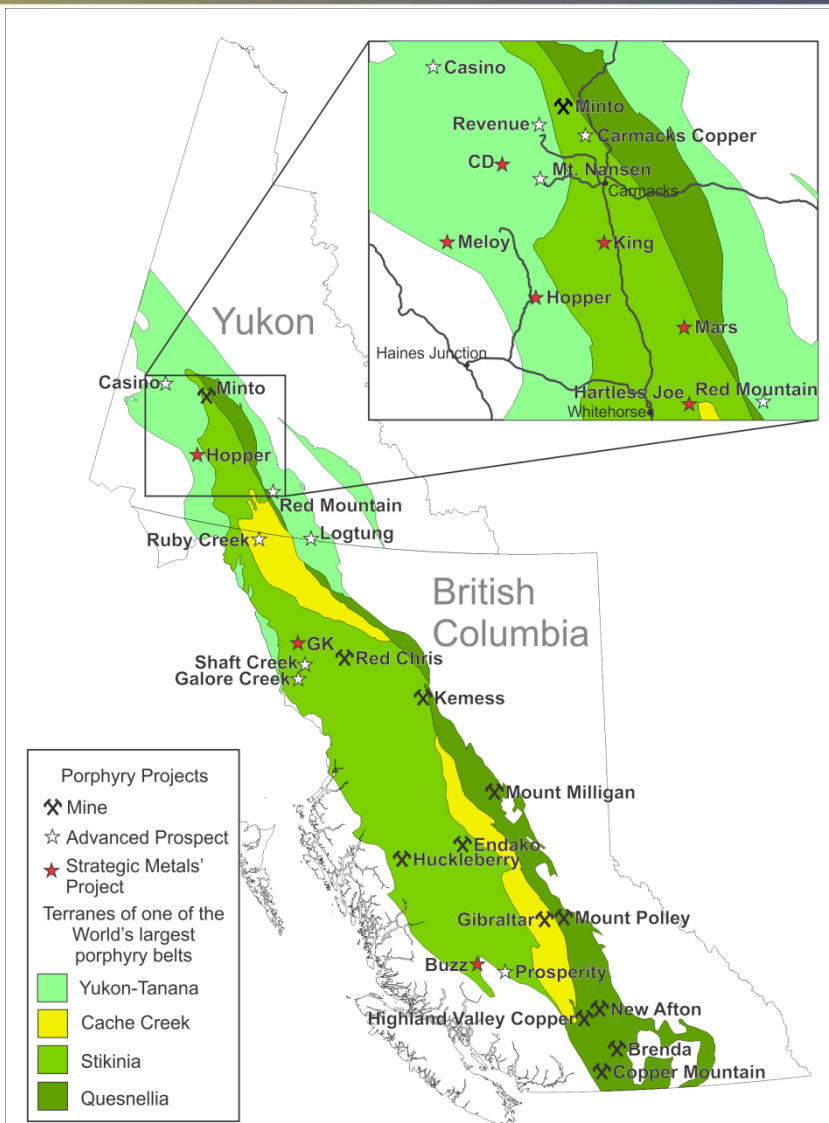 Casino
Minto
Revenue
Carmacks Copper
CD
Mt. Nansen
Carmacks
Meloy
King
Hopper
Mars
Haines Junction
Hartless Joe
Red Mountain
Whitehorse
Yukon
Casino
Minto
Hopper
Red Mountain
Ruby Creek
Logtung
British
Columbia
GK
Shaft Creek
Red Chris
Galore Creek
Kemess
Mount Milligan
Endako
Huckleberry
Gibraltar
Mount Polley
Buzz
Prosperity
New Afton
Highland Valley Copper
Brenda
Copper Mountain
Porphyry Projects
Mine
Advanced Prospect
Strategic Metals'
Project
Terranes of one of the
World's largest
porphyry belts
Yukon-Tanana
Cache Creek
Stikinia
Quesnellia